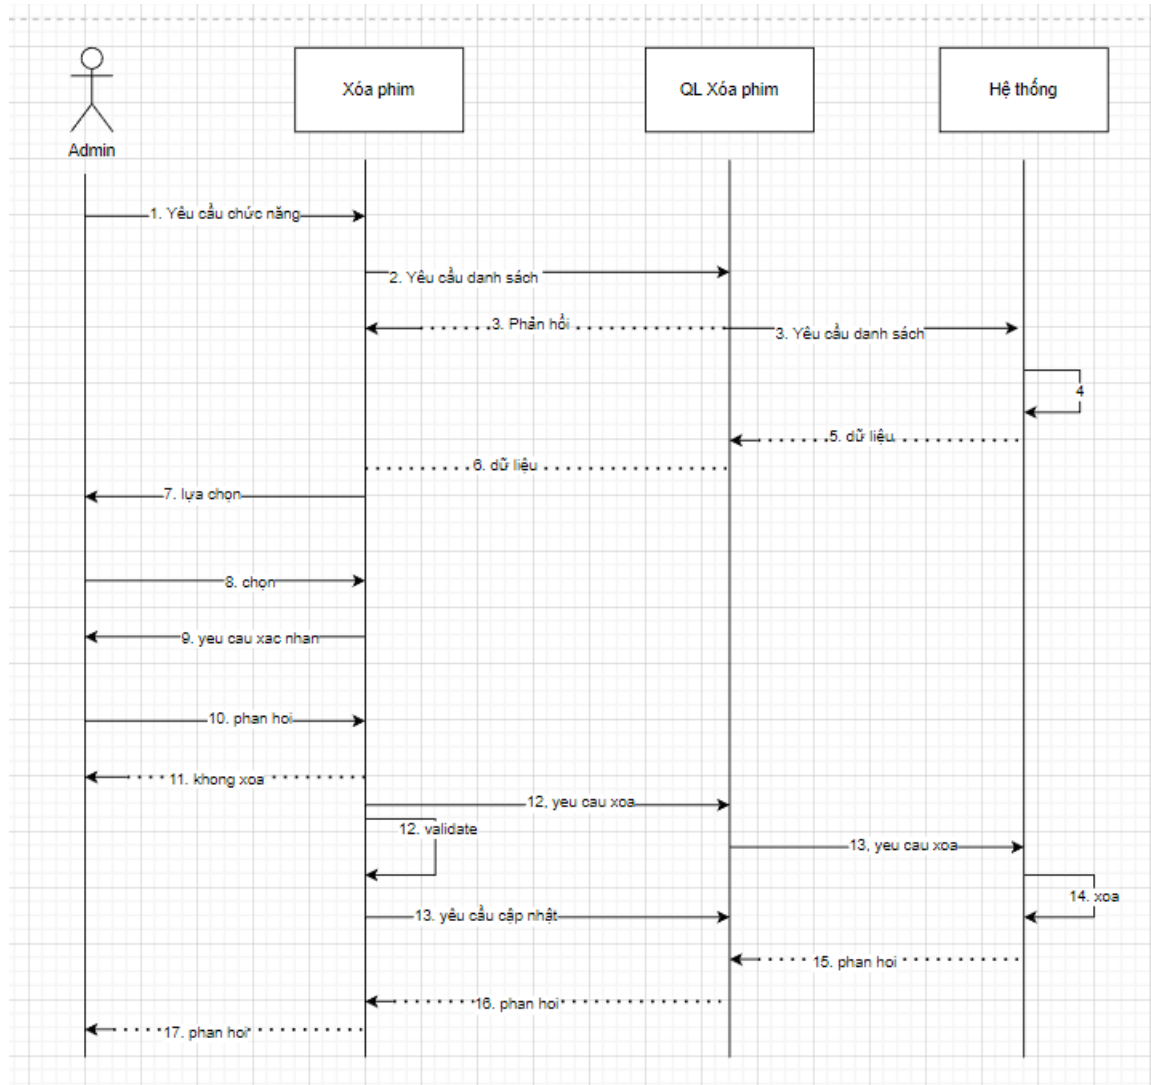 Xóa phim
QL Xóa phim
Hệ thống
Admin
1. Yêu cầu chức năng
2. Yêu cầu danh sách
3. Phản hồi
3. Yêu cầu danh sách
4
5. dữ liệu
6. dữ liệu
7. lựa chọn
8. chọn
9. yeu cau xac nhan
10. phan hoi
11. khong xoa
12, yeu cau xoa
12. validate
13, yeu cau xoa
14. xoa
13. yêu cầu cập nhật
15. phan hoi
16. phan hoi
17. phan hoi